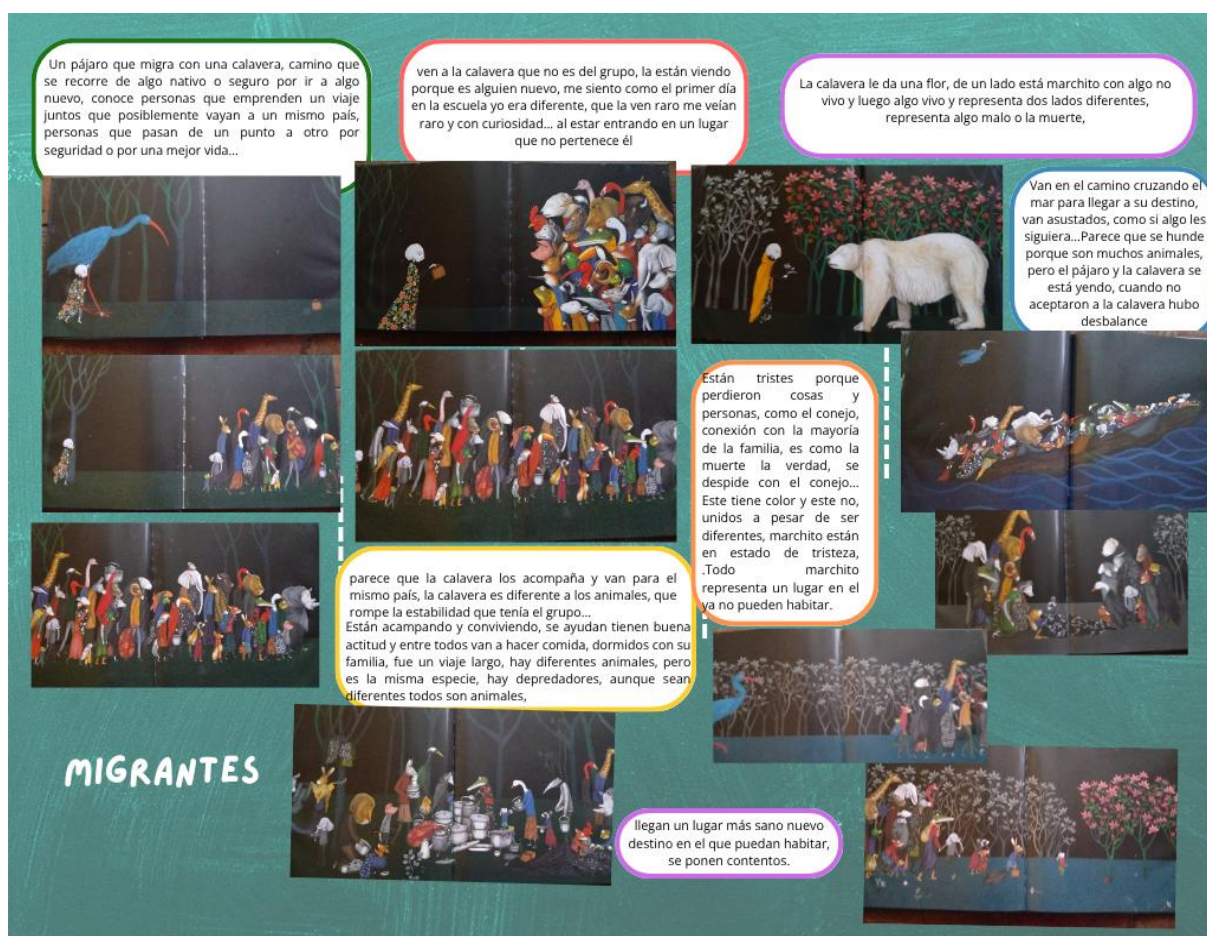 Un pájaro que migra con una calavera, camino que
se recorre de algo nativo o seguro por ir a algo
nuevo, conoce personas que emprenden un viaje
juntos que posiblemente vayan a un mismo país,
personas que pasan de un punto a otro por
seguridad o por una mejor vida...
ven a la calavera que no es del grupo, la están viendo
porque es alguien nuevo, me siento como el primer día
en la escuela yo era diferente, que la ven raro me veían
raro y con curiosidad... al estar entrando en un lugar
que no pertenece él
La calavera le da una flor, de un lado está marchito con algo no
vivo y luego algo vivo y representa dos lados diferentes,
representa algo malo o la muerte,
Van en el camino cruzando el
mar para llegar a su destino,
van asustados, como si algo les
siguiera...Parece que se hunde
porque son muchos animales,
pero el pájaro y la calavera se
está yendo, cuando no
aceptaron a la calavera hubo
desbalance
Están tristes porque
perdieron cosas y
personas, como el conejo,
conexión con la mayoría
de la familia, es como la
muerte la verdad, se
despide con el conejo...
Este tiene color y este no,
unidos a pesar de ser
diferentes, marchito están
en estado de tristeza,
.Todo marchito
representa un lugar en el
ya no pueden habitar.
parece que la calavera los acompaña y van para el
mismo país, la calavera es diferente a los animales, que
rompe la estabilidad que tenía el grupo...
Están acampando y conviviendo, se ayudan tienen buena
actitud y entre todos van a hacer comida, dormidos con su
familia, fue un viaje largo, hay diferentes animales, pero
es la misma especie, hay depredadores, aunque sean
diferentes todos son animales,
MIGRANTES
llegan un lugar más sano nuevo
destino en el que puedan habitar,
se ponen contentos.